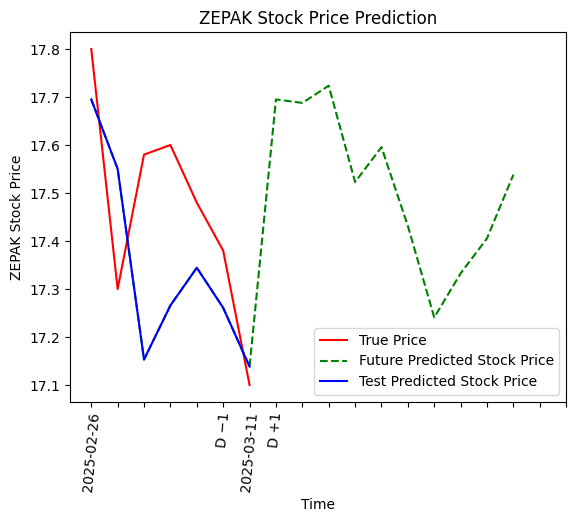 ZEPAK Stock Price Prediction
ZEPAK Stock Price
17.8
17.7
17.6
17.5
17.4
17.3
17.2
17.1
True Price
Future Predicted Stock Price
Test Predicted Stock Price
2025-02-26
D −1
2025-03-11
D +1
Time